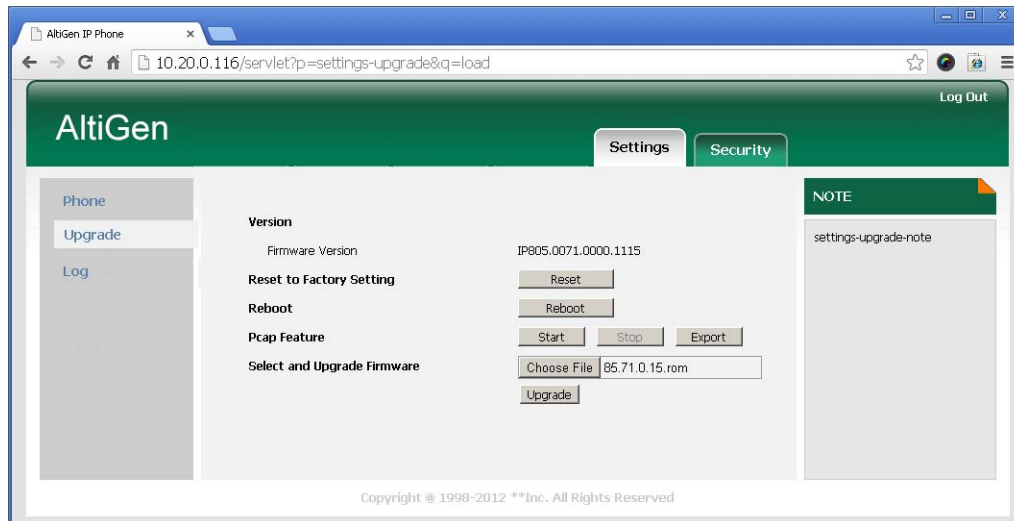 AltiGen IP Phone
10.20.0.116/servlet?p=settings-upgrade&q=load
Log Out
AltiGen
Settings
Security
Phone
Upgrade
Log
Version
Firmware Version IP805.0071.0000.1115
Reset to Factory Setting Reset
Reboot Reboot
Pcap Feature Start Stop Export
Select and Upgrade Firmware Choose File 85.71.0.15.rom
Upgrade
NOTE
settings-upgrade-note
Copyright © 1998-2012 **Inc. All Rights Reserved